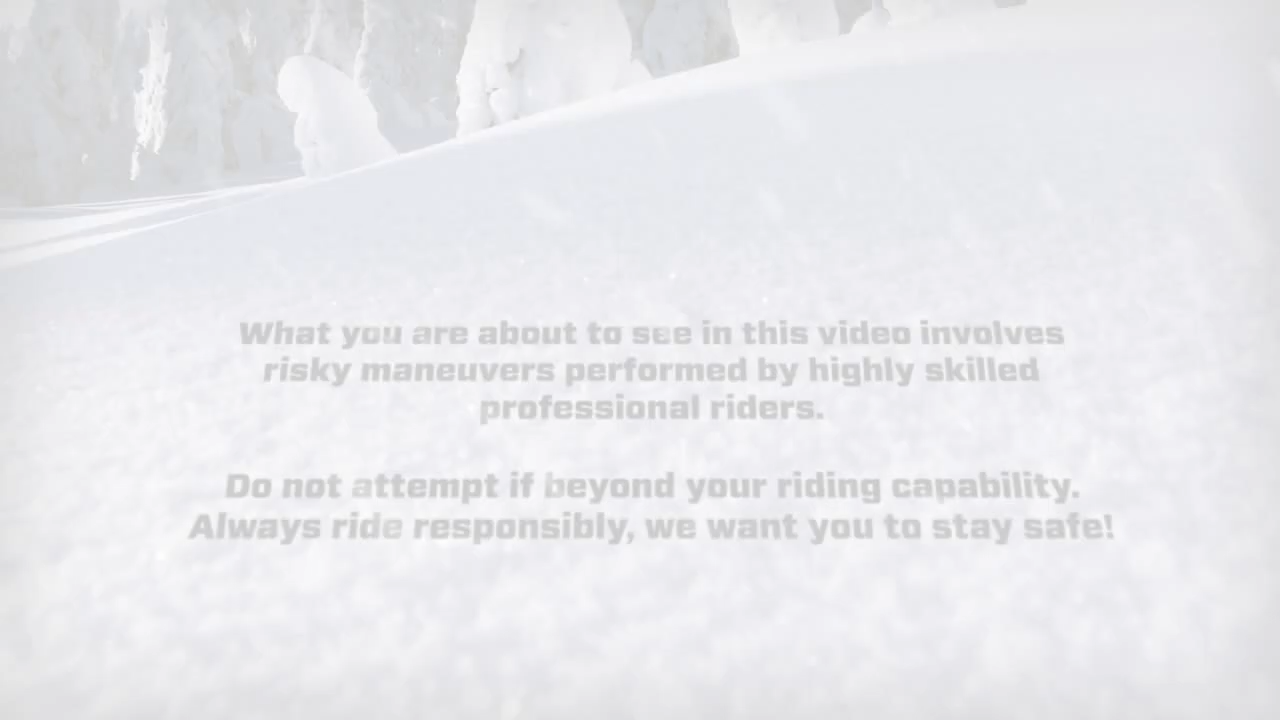 What you are about to see in this video involves
risky maneuvers performed by highly skilled
professional riders.
Do not attempt if beyond your riding capability.
Always ride responsibly, we want you to stay safe!